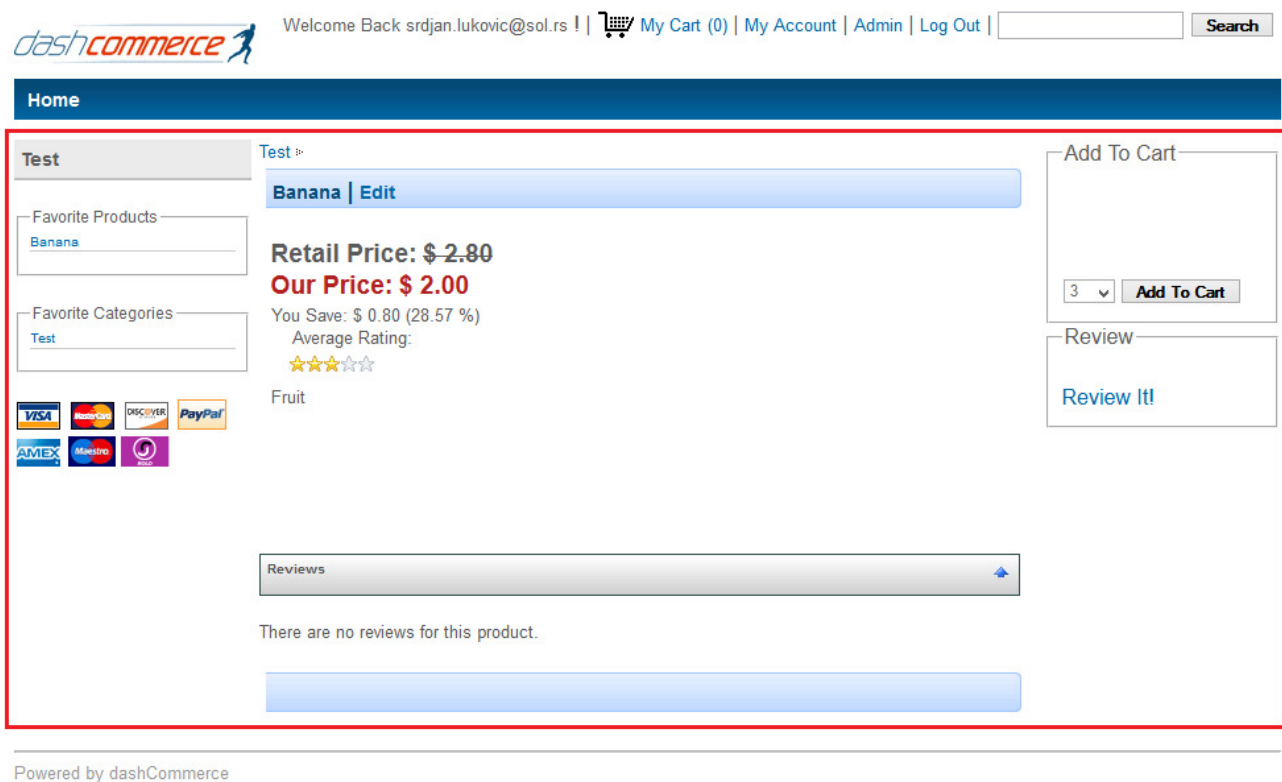 dashcommerce
Welcome Back srdjan.lukovic@sol.rs ! | My Cart (0) | My Account | Admin | Log Out | Search
Home
Test
Favorite Products
Banana
Favorite Categories
Test
VISA MasterCard DISCOVER PayPal
AMEX Maestro SOLO
Test
Banana | Edit
Retail Price: $ 2.80
Our Price: $ 2.00
You Save: $ 0.80 (28.57 %)
Average Rating:
Fruit
Reviews
There are no reviews for this product.
Add To Cart
3 Add To Cart
Review
Review It!
Powered by dashCommerce